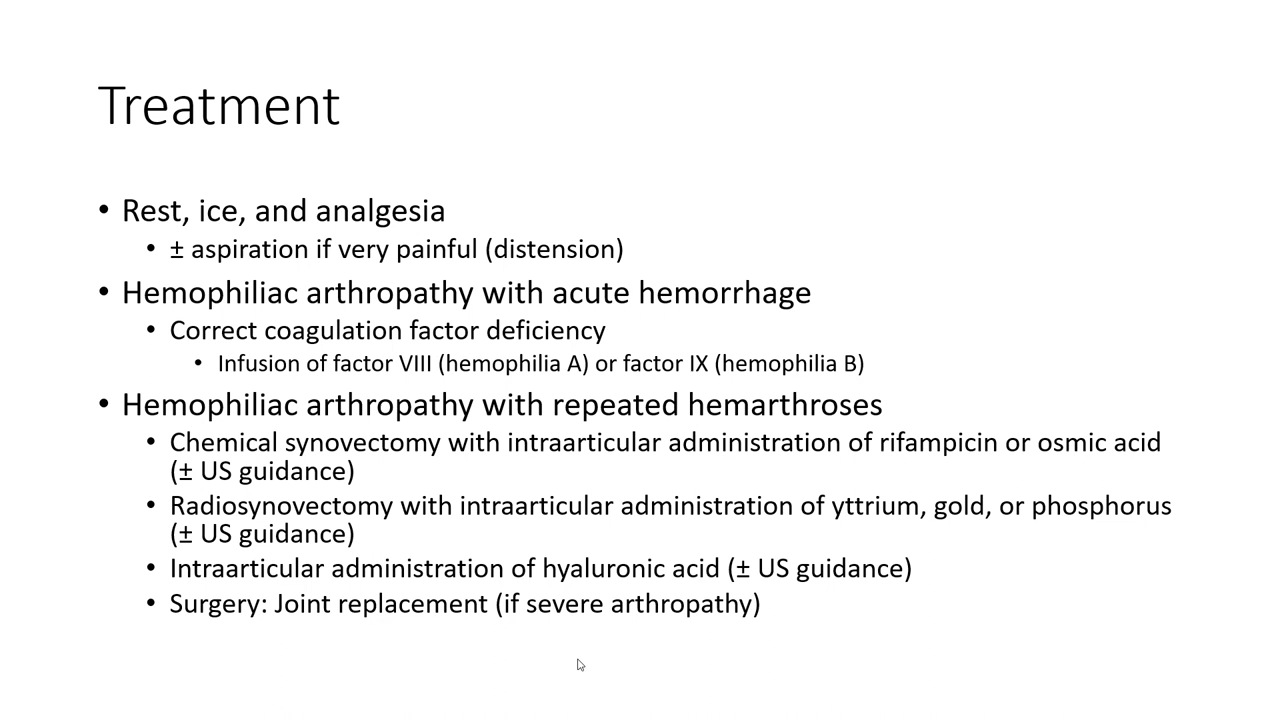 Treatment
• Rest, ice, and analgesia
• ± aspiration if very painful (distension)
• Hemophiliac arthropathy with acute hemorrhage
• Correct coagulation factor deficiency
• Infusion of factor VIII (hemophilia A) or factor IX (hemophilia B)
• Hemophiliac arthropathy with repeated hemarthroses
• Chemical synovectomy with intraarticular administration of rifampicin or osmic acid
(± US guidance)
• Radiosynovectomy with intraarticular administration of yttrium, gold, or phosphorus
(± US guidance)
• Intraarticular administration of hyaluronic acid (± US guidance)
• Surgery: Joint replacement (if severe arthropathy)